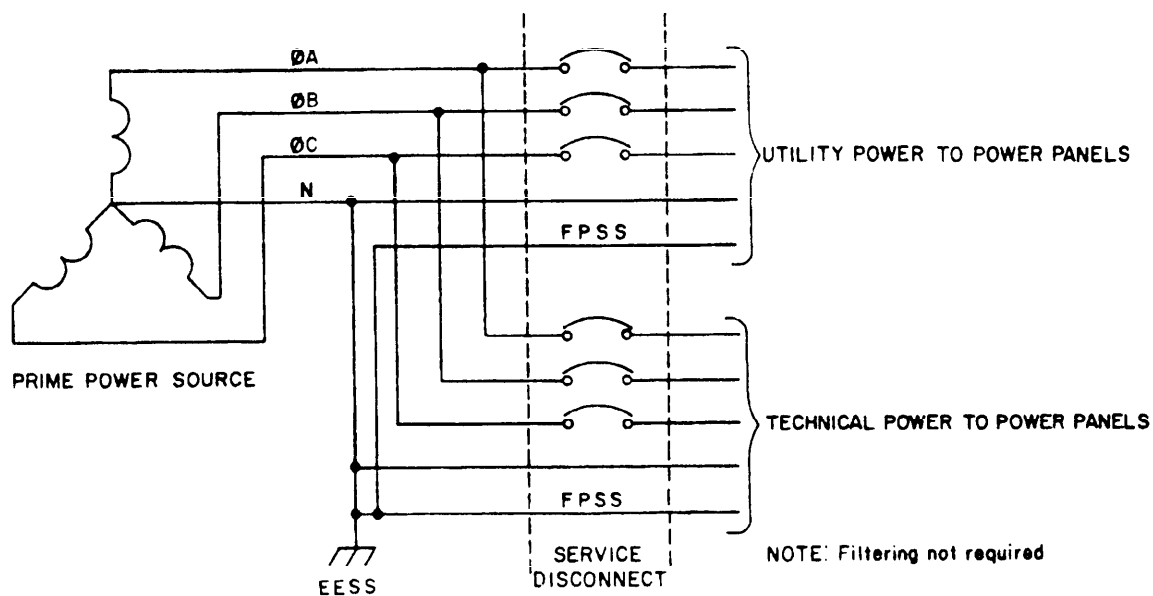 ØA
ØB
ØC
N
FPSS
UTILITY POWER TO POWER PANELS
PRIME POWER SOURCE
TECHNICAL POWER TO POWER PANELS
FPSS
EESS
SERVICE
DISCONNECT
NOTE: Filtering not required